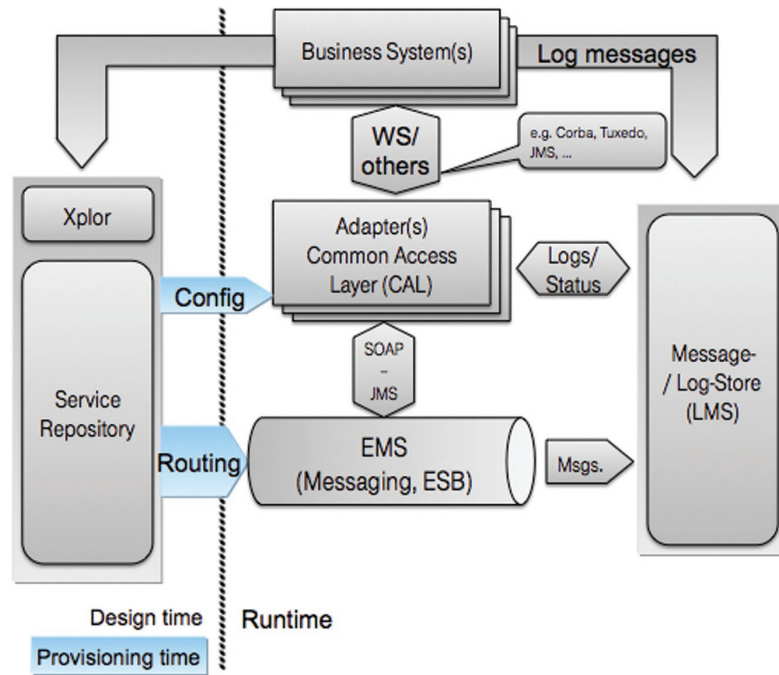 Business System(s)
Log messages
WS/
others
e.g. Corba, Tuxedo,
JMS, ...
Xplor
Adapter(s)
Common Access
Layer (CAL)
Logs/
Status
Config
Service
Repository
SOAP
–
JMS
Message-
/ Log-Store
(LMS)
Routing
EMS
(Messaging, ESB)
Msgs.
Design time
Runtime
Provisioning time